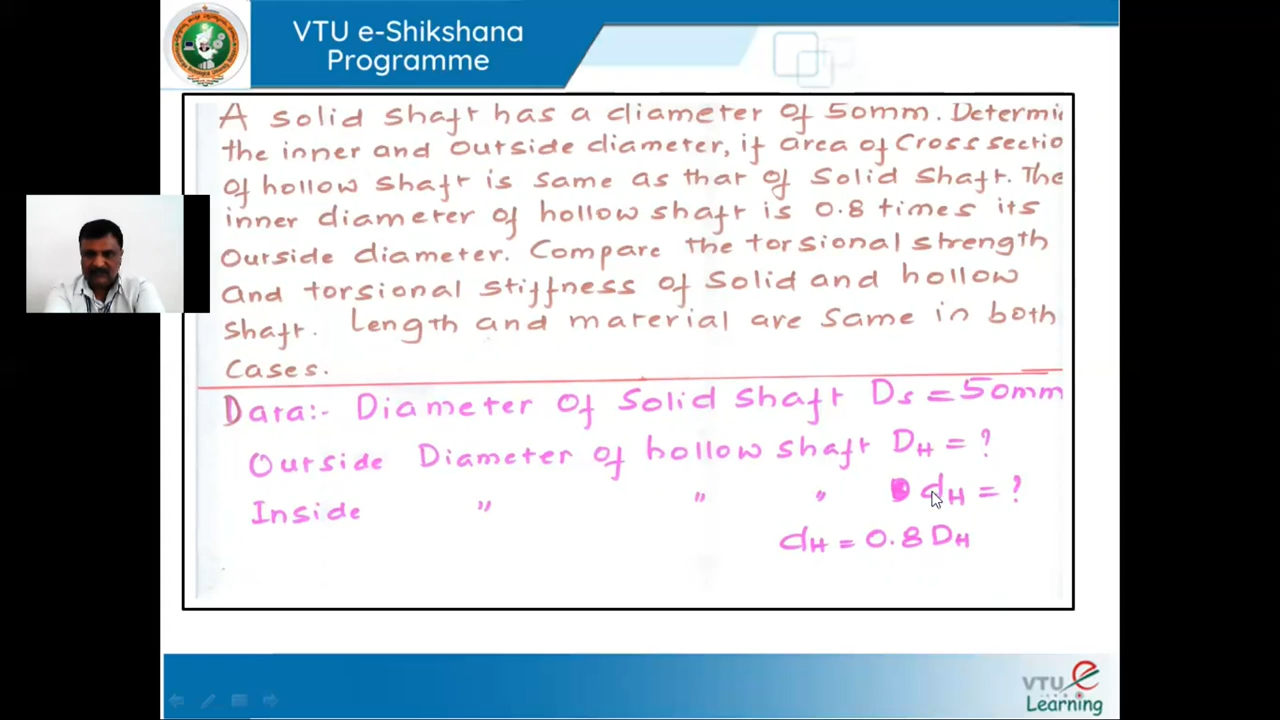 VTU e-Shikshana
Programme
A solid shaft has a diameter of 50mm. Determi
the inner and outside diameter, if area of Cross sectio
of hollow shaft is same as that of Solid Shaft. The
inner diameter of hollow shaft is 0.8 times its
Outside diameter. Compare the torsional strength
and torsional stiffness of Solid and hollow
shaft. Length and material are same in both
Cases.
Data:- Diameter of Solid shaft Ds = 50mm
Outside Diameter of hollow shaft DH = ?
Inside " " " dH = ?
dH = 0.8 DH
VTU e
Learning